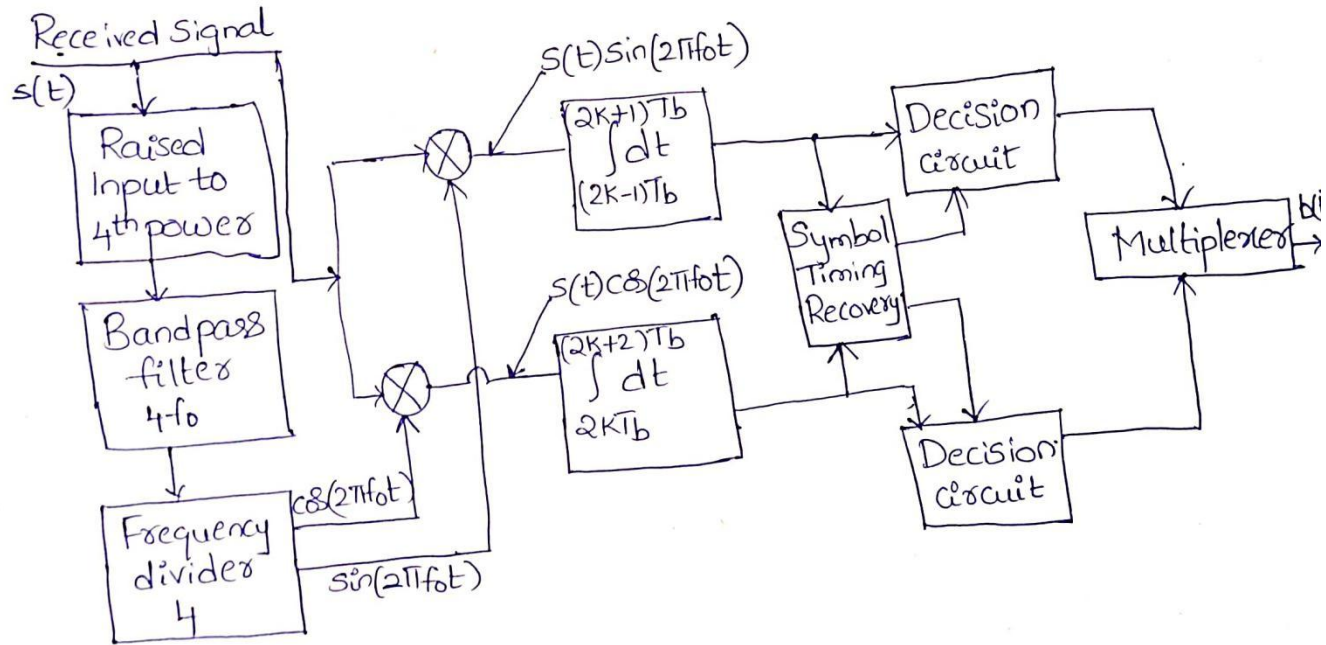 Received Signal
s(t)
Raised
Input to
4th power
Bandpass
filter
4-f0
Frequency
divider
4
cos(2πf0t)
sin(2πf0t)
s(t)sin(2πf0t)
(2K+1)Tb
∫dt
(2K-1)Tb
s(t)cos(2πf0t)
(2K+2)Tb
∫dt
2KTb
Symbol
Timing
Recovery
Decision
circuit
Decision
circuit
Multiplexer